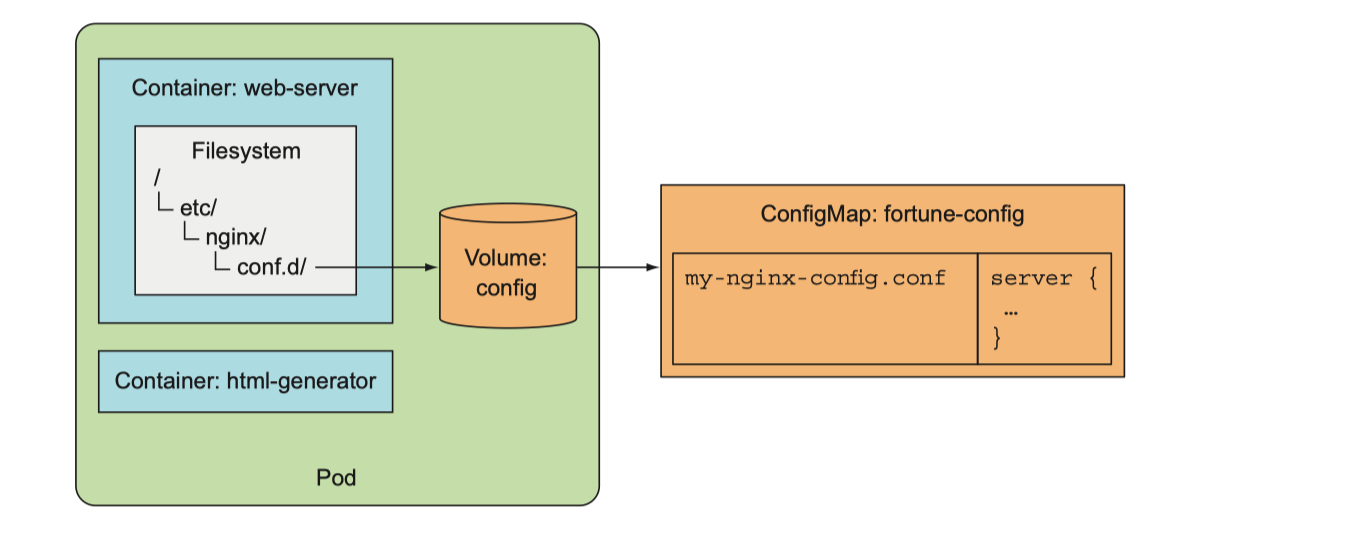 Container: web-server
Filesystem
/
etc/
nginx/
conf.d/
Container: html-generator
Pod
Volume:
config
ConfigMap: fortune-config
my-nginx-config.conf
server {
…
}